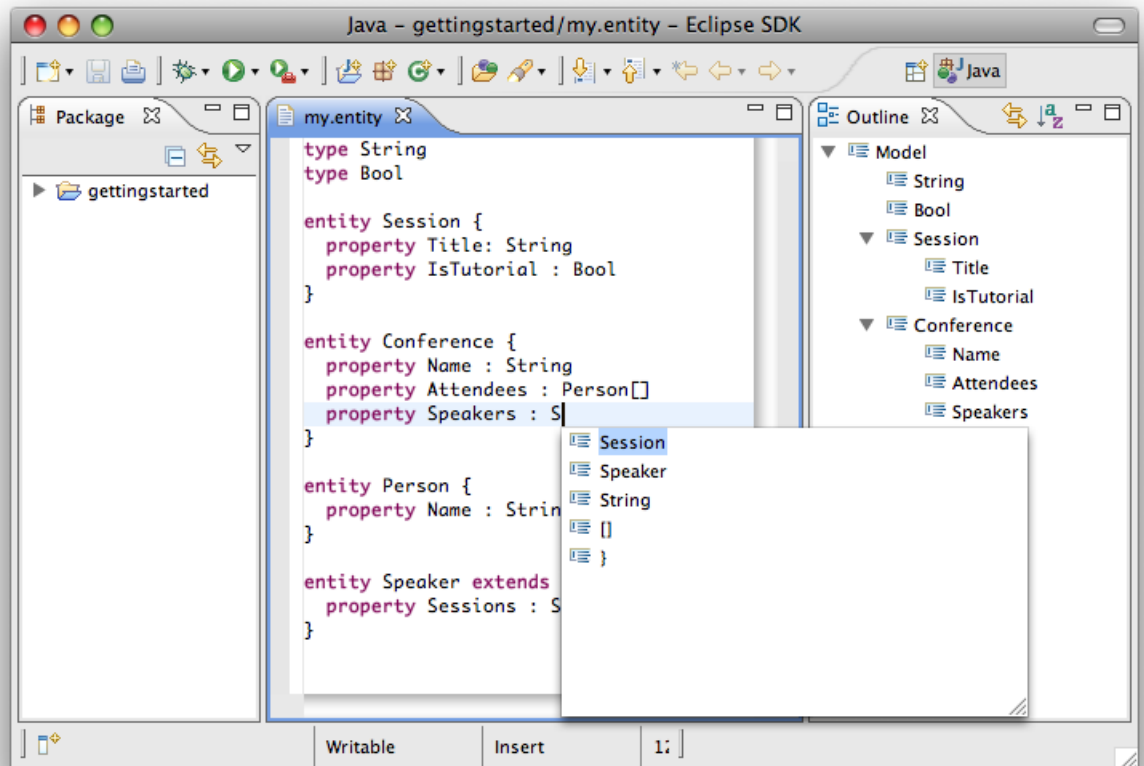 Java – gettingstarted/my.entity – Eclipse SDK
Java
Package
gettingstarted
my.entity
type String
type Bool
entity Session {
property Title: String
property IsTutorial : Bool
}
entity Conference {
property Name : String
property Attendees : Person[]
property Speakers : S
}
entity Person {
property Name : Strin
}
entity Speaker extends
property Sessions : S
}
Session
Speaker
String
[]
}
Outline
Model
String
Bool
Session
Title
IsTutorial
Conference
Name
Attendees
Speakers
Writable
Insert